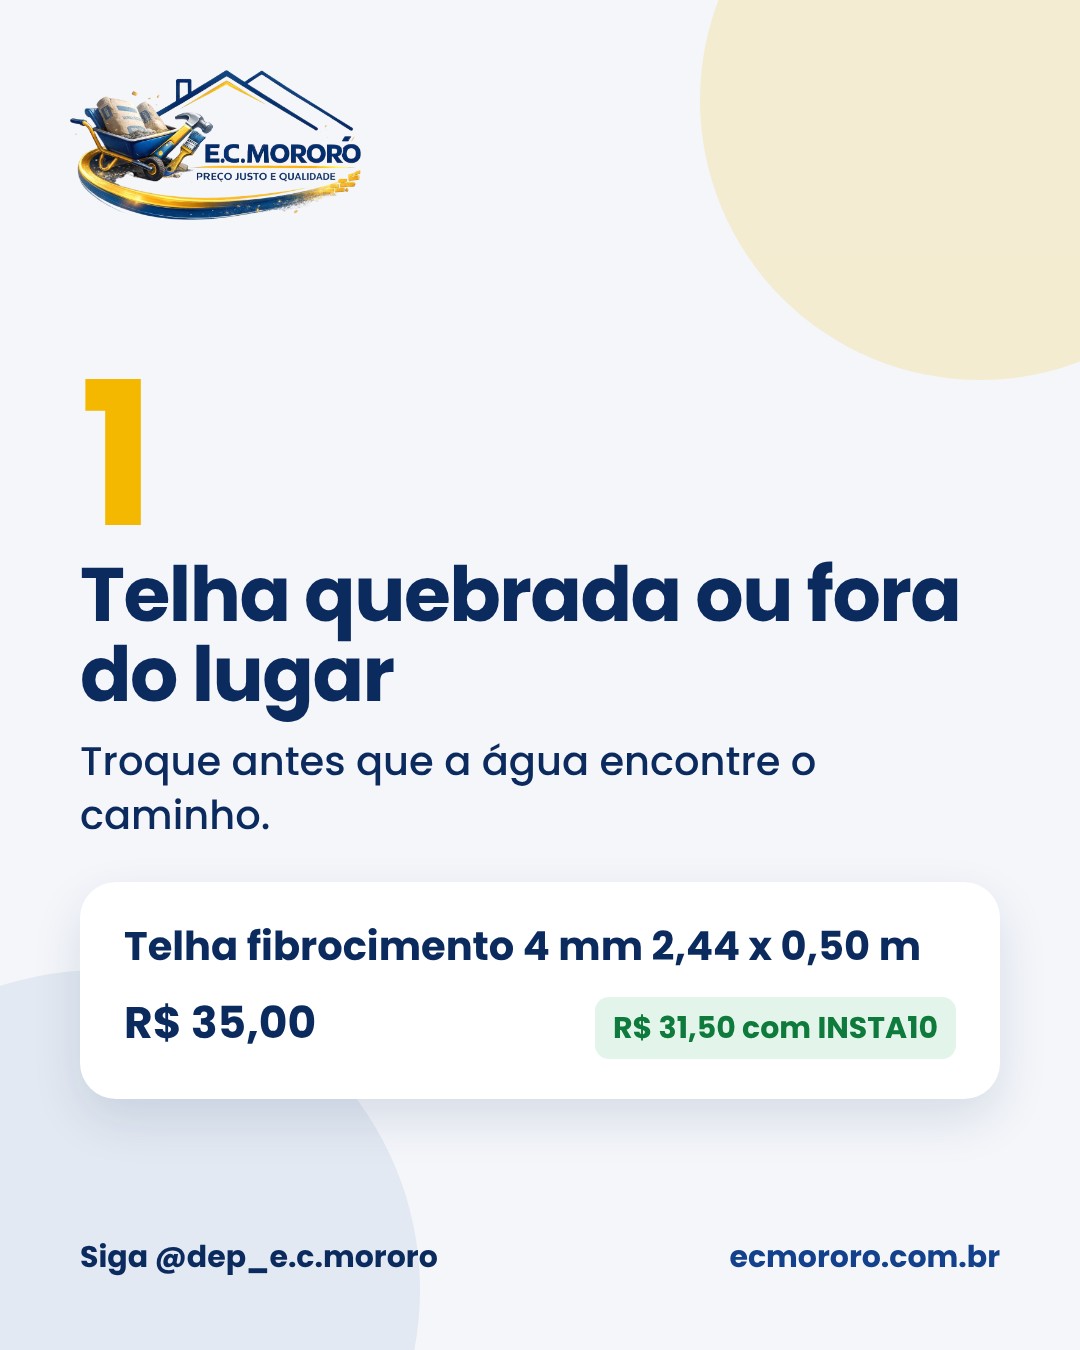 E.C.MORORÓ
PREÇO JUSTO E QUALIDADE
1
Telha quebrada ou fora
do lugar
Troque antes que a água encontre o
caminho.
Telha fibrocimento 4 mm 2,44 x 0,50 m
R$ 35,00
R$ 31,50 com INSTA10
Siga @dep_e.c.mororo
ecmororo.com.br